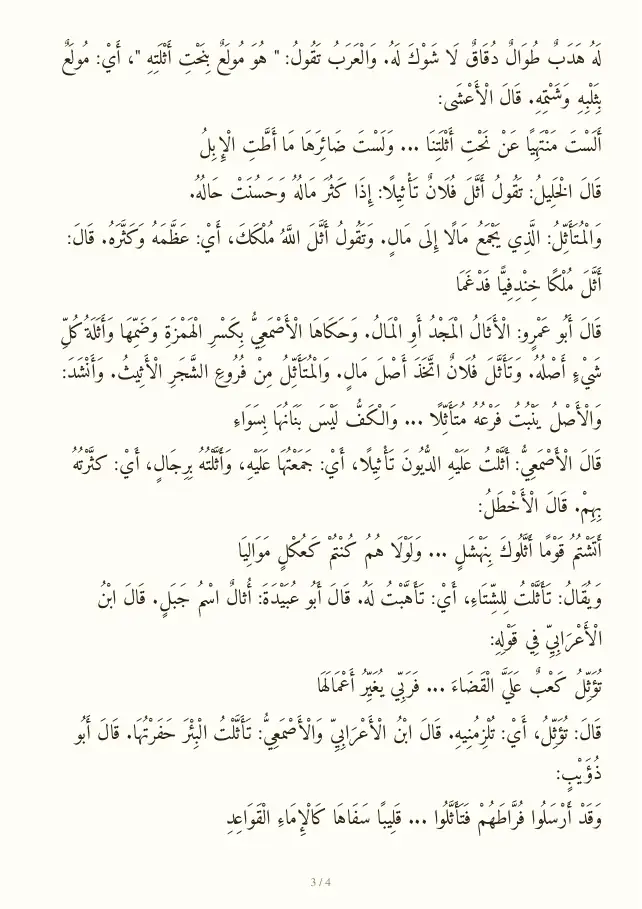 لَهُ هَدَبٌ طُوَالٌ دُقَاقٌ لَا شَوْكَ لَهُ. وَالْعَرَبُ تَقُولُ: " هُوَ مُولَعٌ بِنَحْتِ أَثْلَتِهِ "، أَيْ: مُولَعٌ
بِثَلْبِهِ وَشَتْمِهِ. قَالَ الْأَعْشَى:
أَلَسْتَ مُنْتَهِيًا عَنْ نَحْتِ أَثْلَتِنَا ... وَلَسْتَ ضَائِرَهَا مَا أَطَّتِ الْإِبِلُ
قَالَ الْخَلِيلُ: تَقُولُ أَثَّلَ فُلَانٌ تَأْثِيلًا: إِذَا كَثُرَ مَالُهُ وَحَسُنَتْ حَالُهُ.
وَالْمُتَأَثِّلُ: الَّذِي يَجْمَعُ مَالًا إِلَى مَالٍ. وَتَقُولُ أَثَّلَ اللَّهُ مُلْكَكَ، أَيْ: عَظَّمَهُ وَكَثَّرَهُ. قَالَ:
أَثَّلَ مُلْكًا خِنْدِفِيًّا فَدْغَمَا
قَالَ أَبُو عَمْرٍو: الْأَثَالُ الْمَجْدُ أَوِ الْمَالُ. وَحَكَاهَا الْأَصْمَعِيُّ بِكَسْرِ الْهَمْزَةِ وَضَمِّهَا وَأَثَلَةُ كُلِّ
شَيْءٍ أَصْلُهُ. وَتَأَثَّلَ فُلَانٌ اتَّخَذَ أَصْلَ مَالٍ. وَالْمُتَأَثِّلُ مِنْ فُرُوعِ الشَّجَرِ الْأَثِيثُ. وَأَنْشَدَ:
وَالْأَصْلُ يَنْبُتُ فَرْعُهُ مُتَأَثِّلًا ... وَالْكَفُّ لَيْسَ بَنَانُهَا بِسَوَاءِ
قَالَ الْأَصْمَعِيُّ: أَثَّلْتُ عَلَيْهِ الدُّيُونَ تَأْثِيلًا، أَيْ: جَمَعْتُهَا عَلَيْهِ، وَأَثَّلْتُهُ بِرِجَالٍ، أَيْ: كَثَّرْتُهُ
بِهِمْ. قَالَ الْأَخْطَلُ:
أَتَشْتُمُ قَوْمًا أَثَّلُوكَ بِنَهْشَلٍ ... وَلَوْلَا هُمُ كُنْتُمْ كَعُكْلٍ مَوَالِيَا
وَيُقَالُ: تَأَثَّلْتُ لِلشِّتَاءِ، أَيْ: تَأَهَّبْتُ لَهُ. قَالَ أَبُو عُبَيْدَةَ: أُثَالٌ اسْمُ جَبَلٍ. قَالَ ابْنُ
الْأَعْرَابِيِّ فِي قَوْلِهِ:
تُؤَثِّلُ كَعْبٌ عَلَيَّ الْقَضَاءَ ... فَرَبِّي يُغَيِّرُ أَعْمَالَهَا
قَالَ: تُؤَثِّلُ، أَيْ: تُلْزِمُنِيهِ. قَالَ ابْنُ الْأَعْرَابِيِّ وَالْأَصْمَعِيُّ: تَأَثَّلْتُ الْبِئْرَ حَفَرْتُهَا. قَالَ أَبُو
ذُؤَيْبٍ:
وَقَدْ أَرْسَلُوا فُرَّاطَهُمْ فَتَأَثَّلُوا ... قَلِيبًا سَفَاهَا كَالْإِمَاءِ الْقَوَاعِدِ
3 / 4